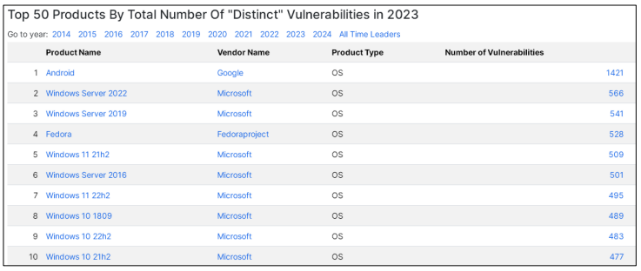 Top 50 Products By Total Number Of "Distinct" Vulnerabilities in 2023
Go to year: 2014 2015 2016 2017 2018 2019 2020 2021 2022 2023 2024 All Time Leaders
Product Name Vendor Name Product Type Number of Vulnerabilities
1 Android Google OS 1421
2 Windows Server 2022 Microsoft OS 566
3 Windows Server 2019 Microsoft OS 541
4 Fedora Fedoraproject OS 528
5 Windows 11 21h2 Microsoft OS 509
6 Windows Server 2016 Microsoft OS 501
7 Windows 11 22h2 Microsoft OS 495
8 Windows 10 1809 Microsoft OS 489
9 Windows 10 22h2 Microsoft OS 483
10 Windows 10 21h2 Microsoft OS 477